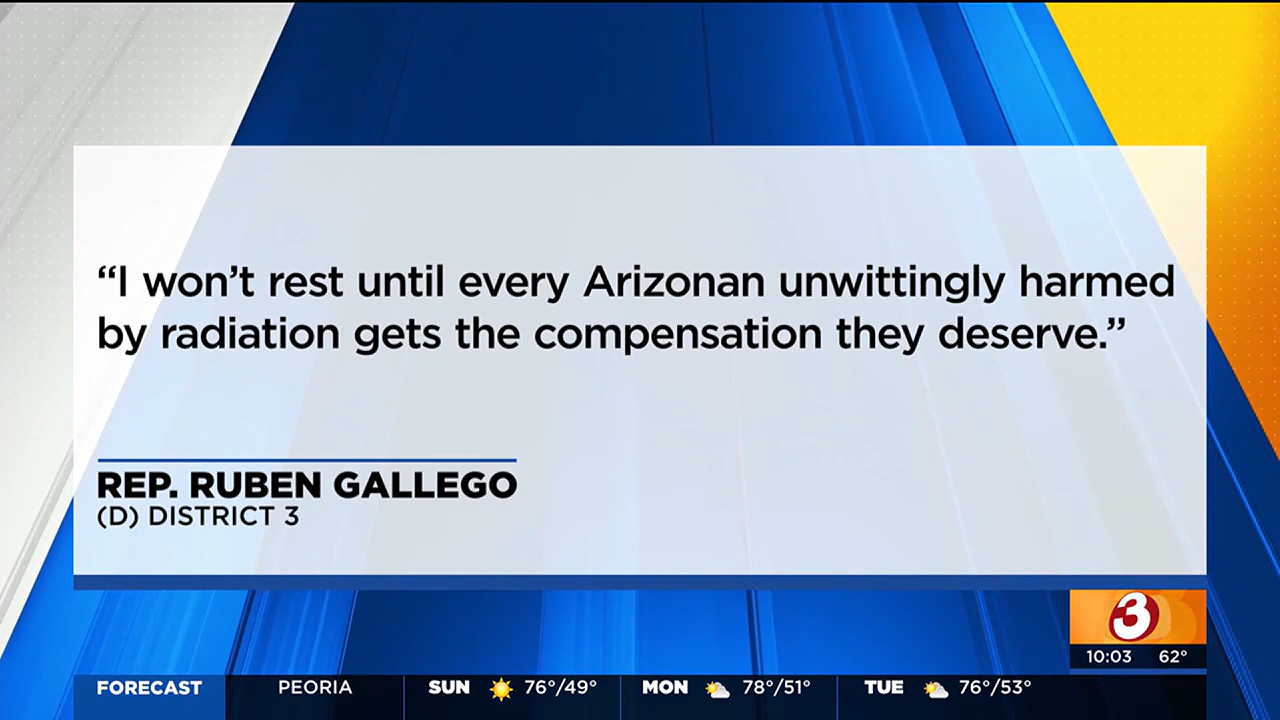 “I won’t rest until every Arizonan unwittingly harmed
by radiation gets the compensation they deserve.”
REP. RUBEN GALLEGO
(D) DISTRICT 3
3
10:03 62°
FORECAST PEORIA SUN 76°/49° MON 78°/51° TUE 76°/53°